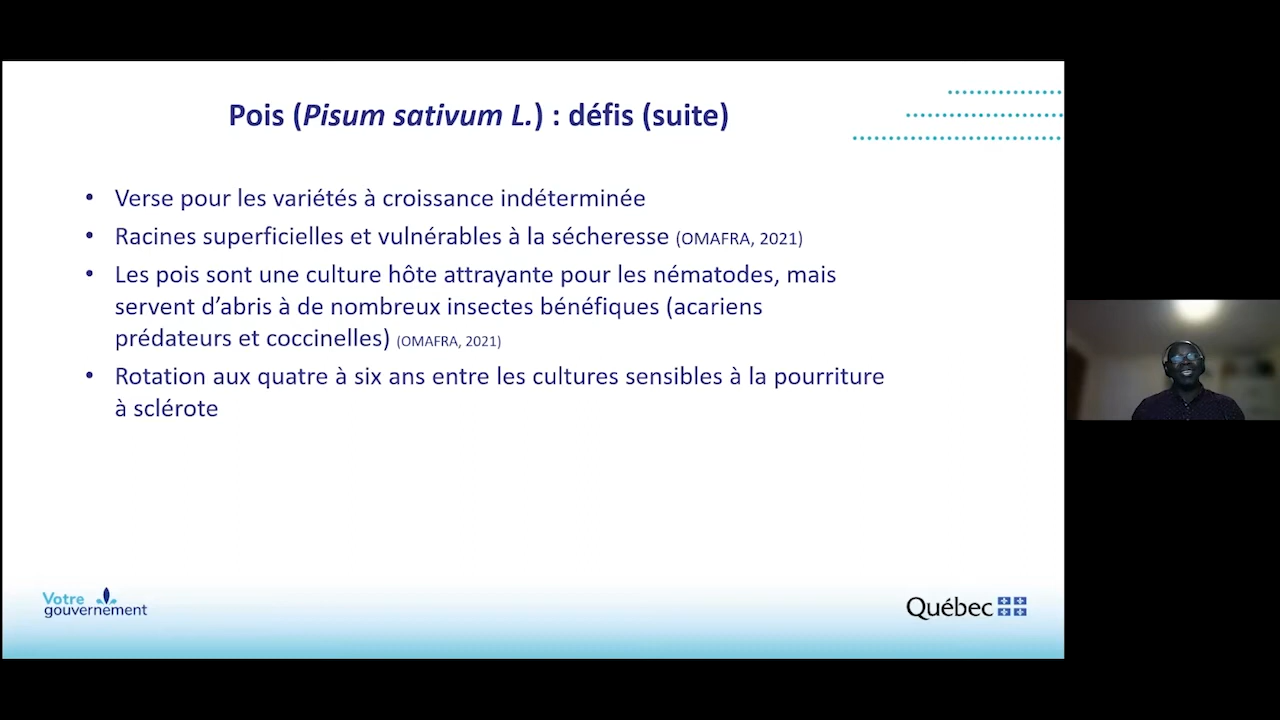 Pois (Pisum sativum L.) : défis (suite)
• Verse pour les variétés à croissance indéterminée
• Racines superficielles et vulnérables à la sécheresse (OMAFRA, 2021)
• Les pois sont une culture hôte attrayante pour les nématodes, mais
servent d’abris à de nombreux insectes bénéfiques (acariens
prédateurs et coccinelles) (OMAFRA, 2021)
• Rotation aux quatre à six ans entre les cultures sensibles à la pourriture
à sclérote
Votre
gouvernement
Québec